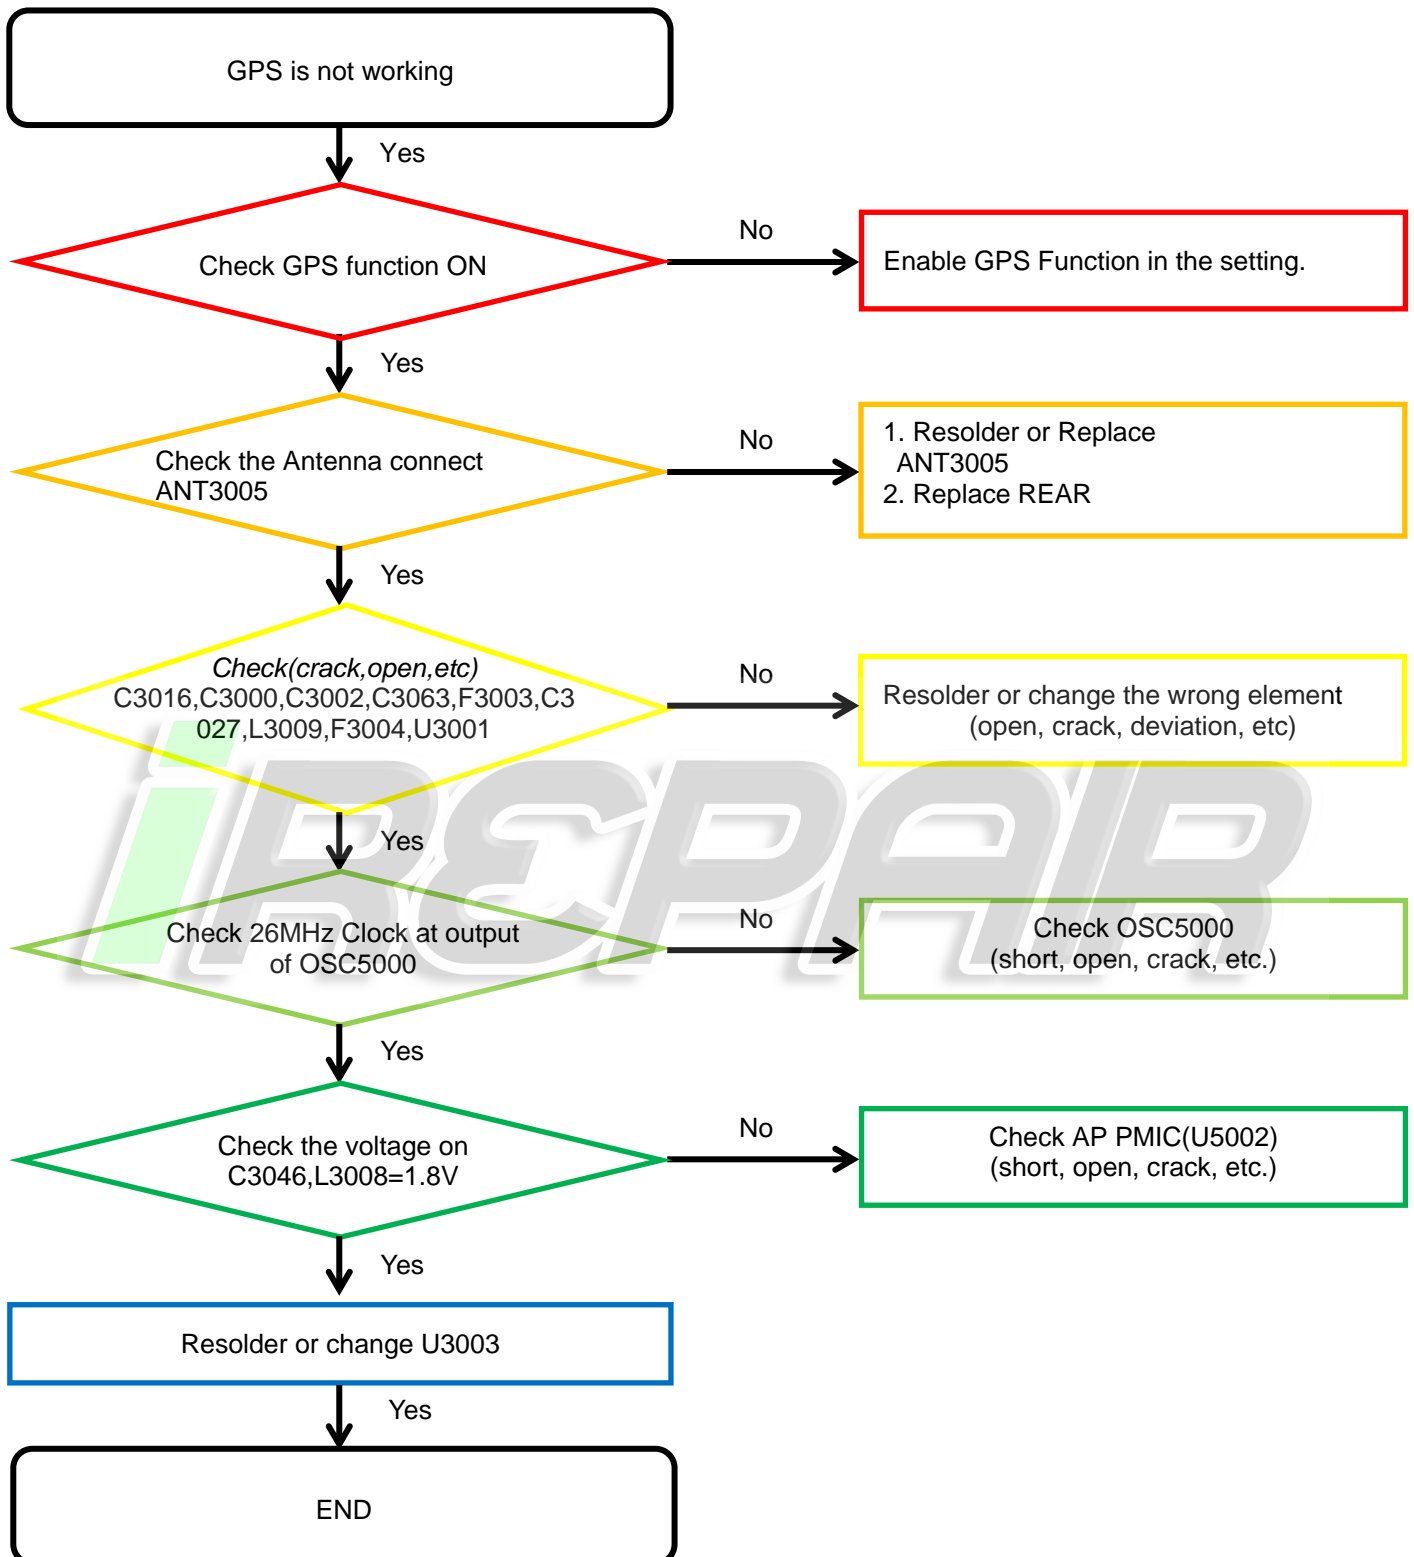 GPS is not working
Yes
Check GPS function ON
No
Enable GPS Function in the setting.
Yes
Check the Antenna connect
ANT3005
No
1. Resolder or Replace
ANT3005
2. Replace REAR
Yes
Check(crack,open,etc)
C3016,C3000,C3002,C3063,F3003,C3
027,L3009,F3004,U3001
No
Resolder or change the wrong element
(open, crack, deviation, etc)
iREPAIR
Yes
Check 26MHz Clock at output
of OSC5000
No
Check OSC5000
(short, open, crack, etc.)
Yes
Check the voltage on
C3046,L3008=1.8V
No
Check AP PMIC(U5002)
(short, open, crack, etc.)
Yes
Resolder or change U3003
Yes
END